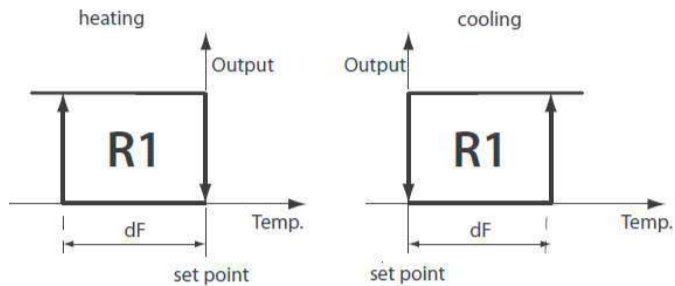 heating
cooling
Output
Output
R1
R1
Temp.
Temp.
dF
dF
set point
set point